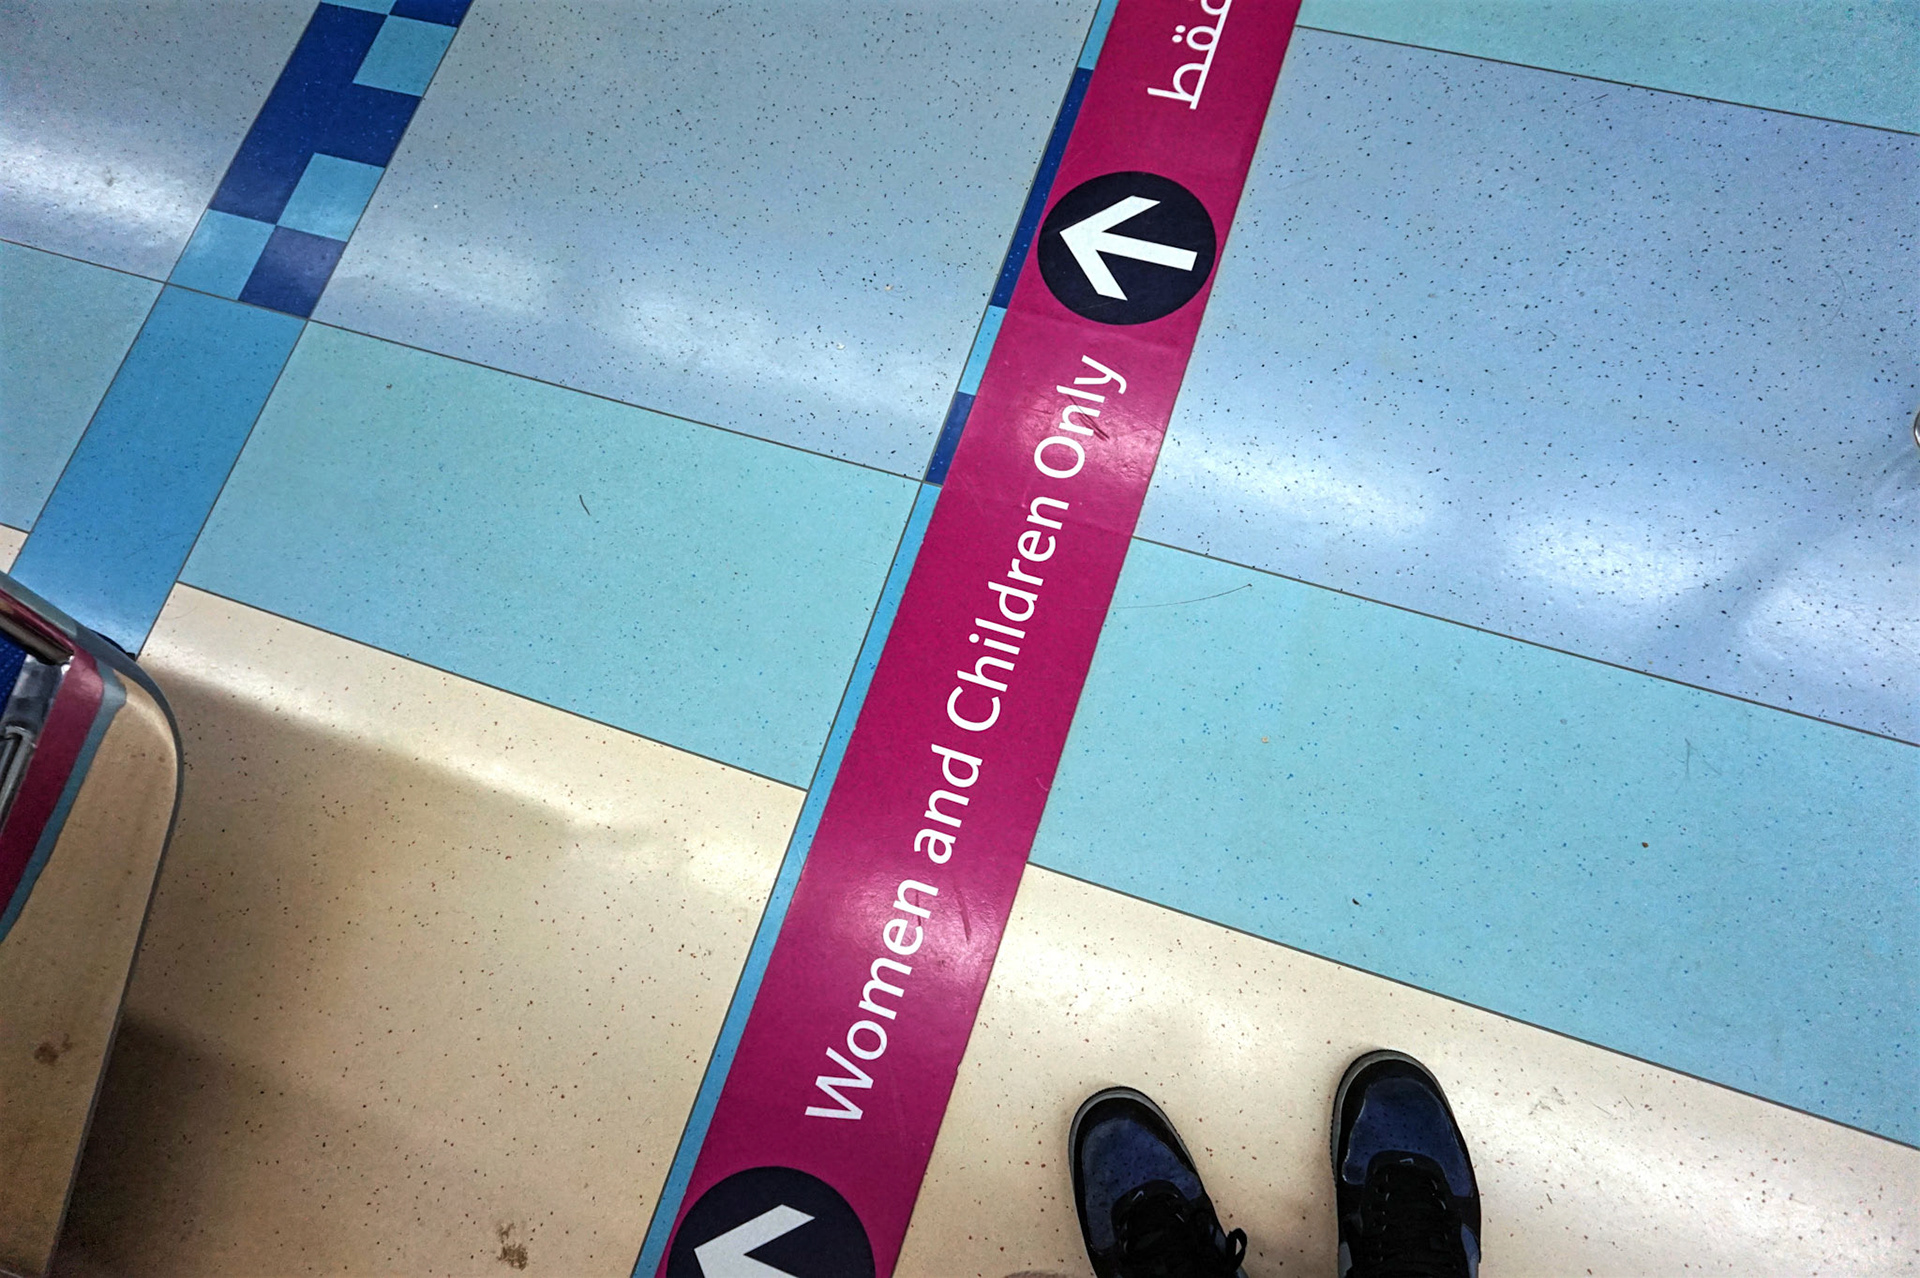 Women and Children Only
فقط